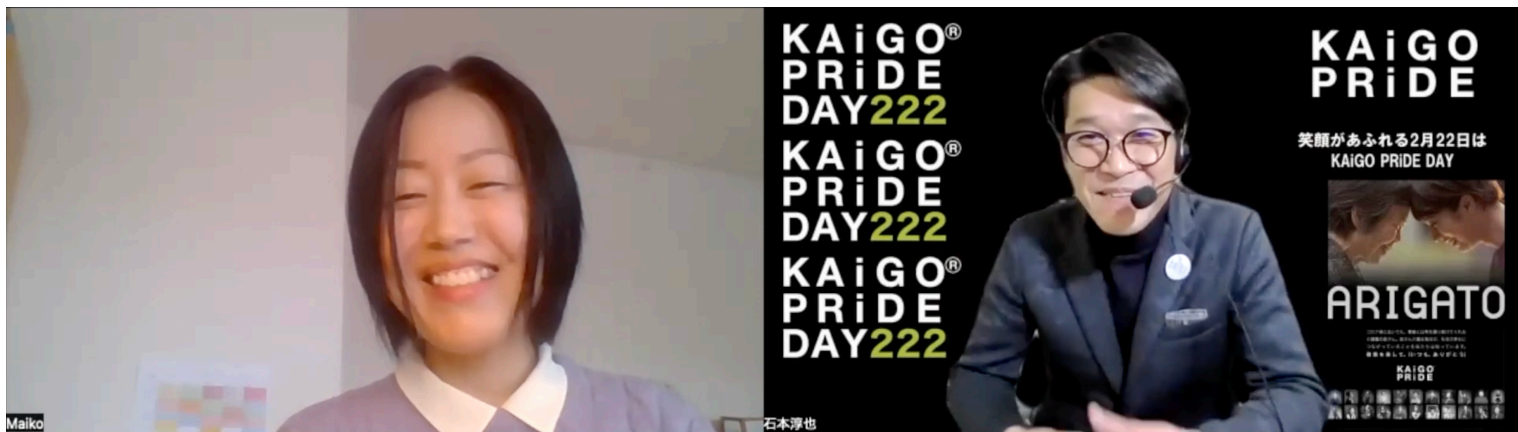 KAiGO®
PRiDE
DAY222
KAiGO®
PRiDE
DAY222
KAiGO®
PRiDE
DAY222
KAiGO
PRiDE
笑顔があふれる2月22日は
KAiGO PRiDE DAY
ARIGATO
KAiGO
PRiDE
Maiko
石本淳也